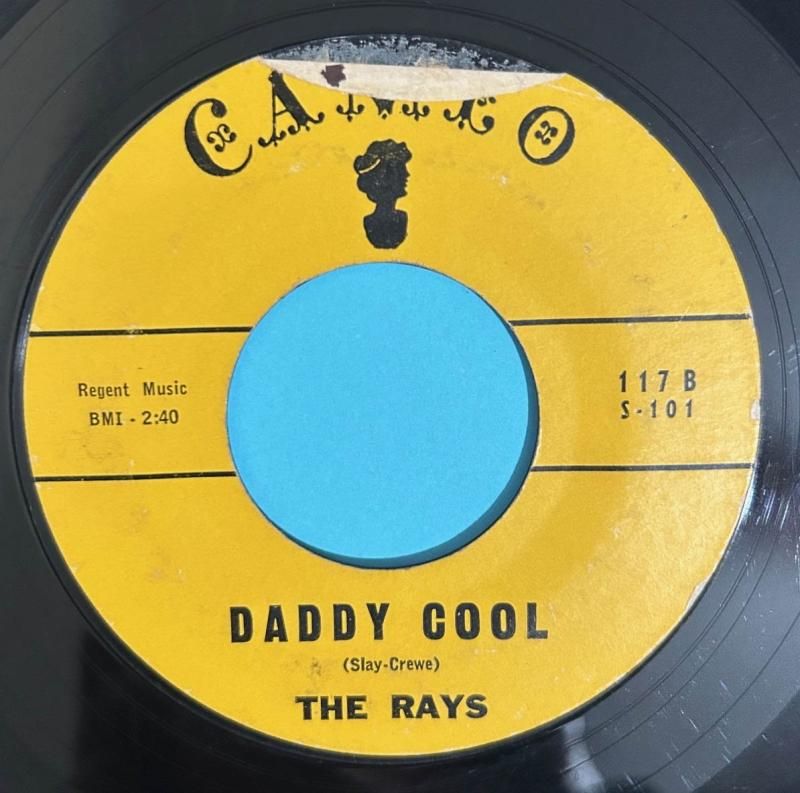 CAMEO
Regent Music
BMI - 2:40
117 B
S-101
DADDY COOL
(Slay-Crewe)
THE RAYS